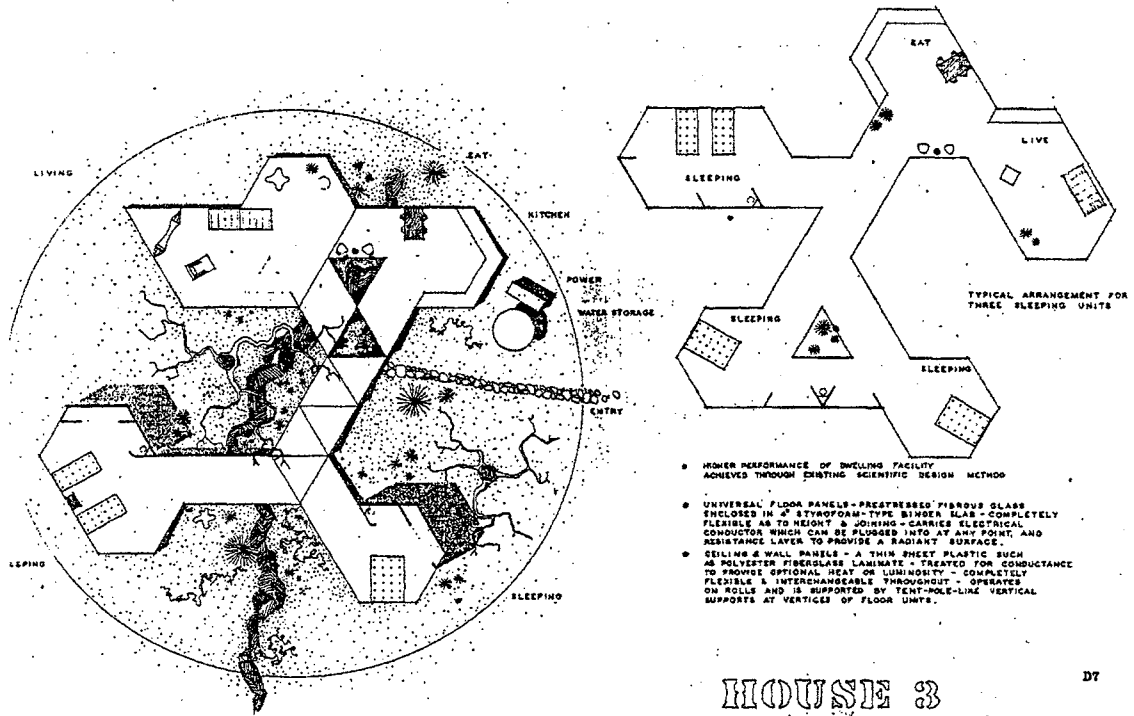 LIVING
EAT
KITCHEN
POWER
WATER STORAGE
ENTRY
LEPING
SLEEPING
EAT
LIVE
SLEEPING
SLEEPING
SLEEPING
TYPICAL ARRANGEMENT FOR
THREE SLEEPING UNITS
• HIGHER PERFORMANCE OF DWELLING FACILITY
ACHIEVED THROUGH EXISTING SCIENTIFIC DESIGN METHOD
• UNIVERSAL FLOOR PANELS - PRESTRESSED FIBROUS GLASS
ENCLOSED IN 4" STYROFOAM-TYPE BINDER SLAB - COMPLETELY
FLEXIBLE AS TO HEIGHT & JOINING - CARRIES ELECTRICAL
CONDUCTOR WHICH CAN BE PLUGGED INTO AT ANY POINT, AND
RESISTANCE LAYER TO PROVIDE A RADIANT SURFACE.
• CEILING & WALL PANELS - A THIN SHEET PLASTIC SUCH
AS POLYESTER FIBERGLASS LAMINATE - TREATED FOR CONDUCTANCE
TO PROVIDE OPTIONAL HEAT OR LUMINOSITY - COMPLETELY
FLEXIBLE & INTERCHANGEABLE THROUGHOUT - OPERATES
ON ROLLS AND IS SUPPORTED BY TENT-POLE-LIKE VERTICAL
SUPPORTS AT VERTICES OF FLOOR UNITS.
HOUSE 3
D7